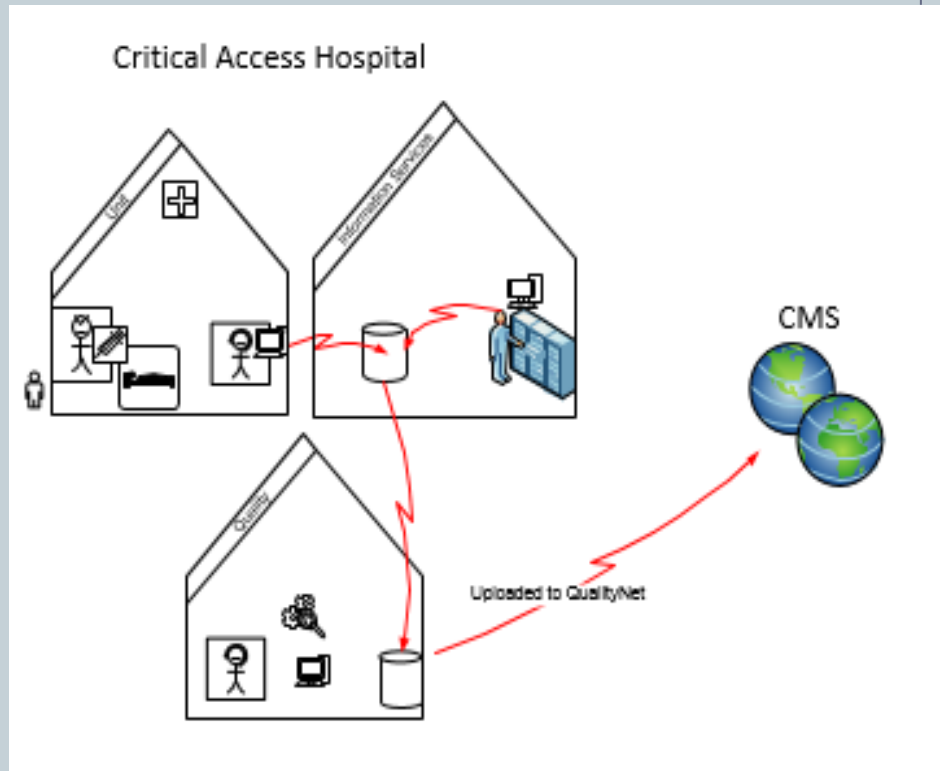 Critical Access Hospital
Unit
Information Services
CMS
Quality
Uploaded to QualityNet